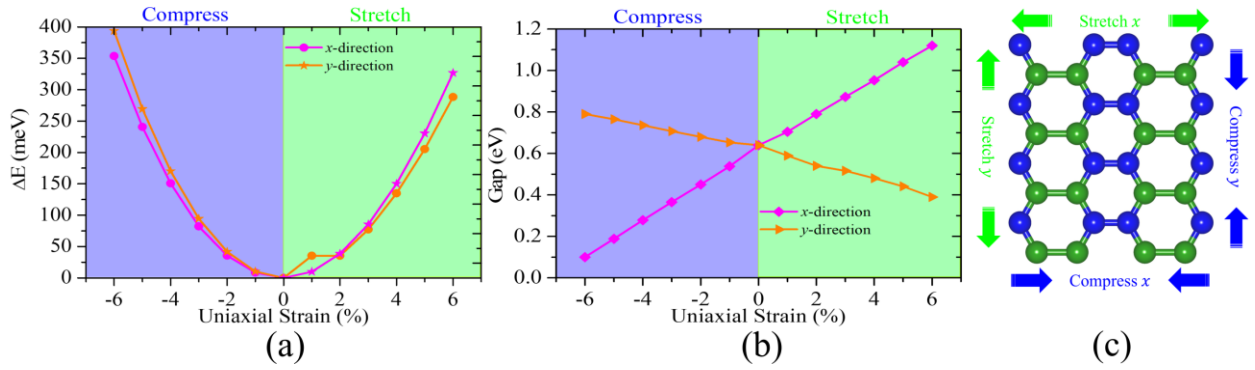 Compress Stretch
400
350
300
250
200
150
100
50
0
ΔE (meV)
x-direction
y-direction
-6 -4 -2 0 2 4 6
Uniaxial Strain (%)
(a)
Compress Stretch
1.2
1.0
0.8
0.6
0.4
0.2
0.0
Gap (eV)
x-direction
y-direction
-6 -4 -2 0 2 4 6
Uniaxial Strain (%)
(b)
Stretch x
Stretch y
Compress y
Compress x
(c)